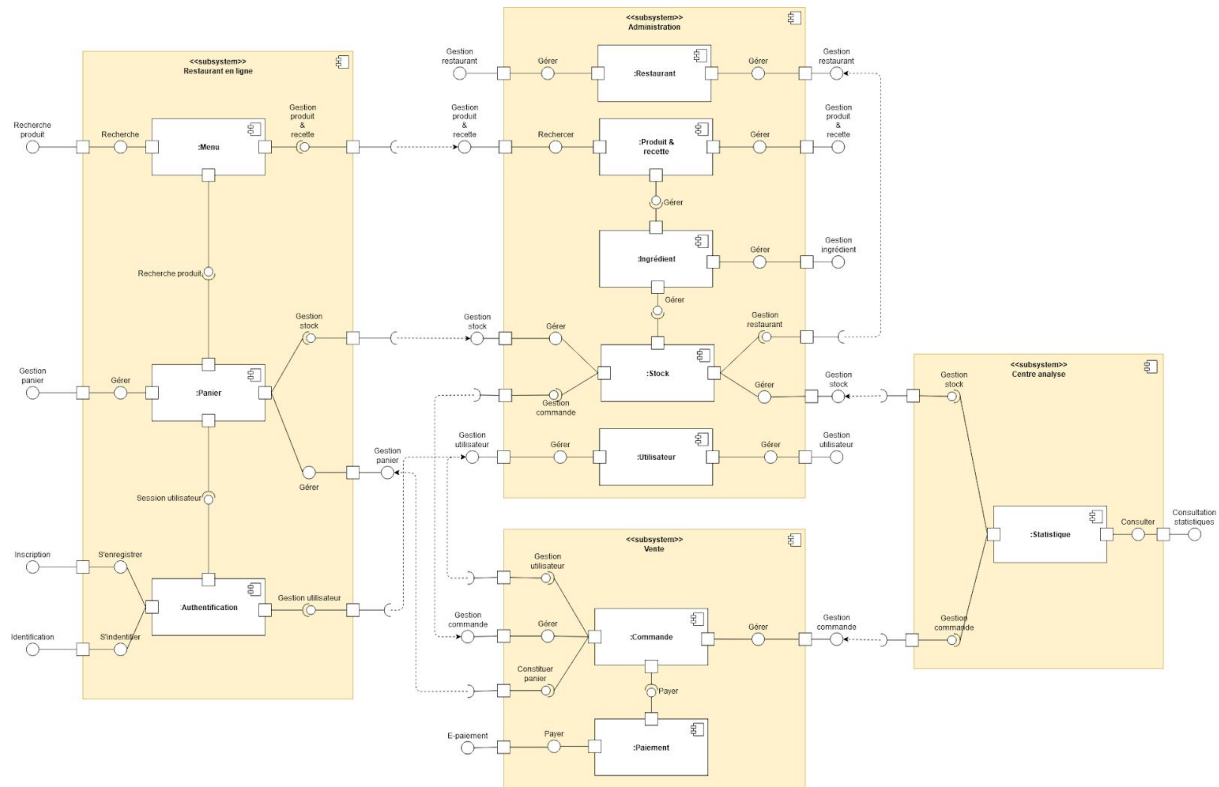 <<subsystem>>
Restaurant en ligne
Recherche
produit
Recherche
:Menu
Gestion
produit
&
recette
Recherche produit
Gestion
panier
Gérer
:Panier
Gestion
stock
Gérer
Gestion
panier
Session utilisateur
Inscription
S'enregistrer
Identification
S'indentifier
:Authentification
Gestion utilisateur
<<subsystem>>
Administration
Gestion
restaurant
Gérer
:Restaurant
Gérer
Gestion
restaurant
Gestion
produit
&
recette
Rechercer
:Produit &
recette
Gérer
Gestion
produit
&
recette
Gérer
:Ingrédient
Gérer
Gestion
ingrédient
Gérer
Gestion
stock
Gérer
Gestion
commande
:Stock
Gestion
restaurant
Gérer
Gestion
stock
Gestion
utilisateur
Gérer
:Utilisateur
Gérer
Gestion
utilisateur
<<subsystem>>
Vente
Gestion
utilisateur
Gestion
commande
Gérer
Constituer
panier
:Commande
Gérer
Gestion
commande
Payer
E-paiement
Payer
:Paiement
<<subsystem>>
Centre analyse
Gestion
stock
:Statistique
Consulter
Consultation
statistiques
Gestion
commande